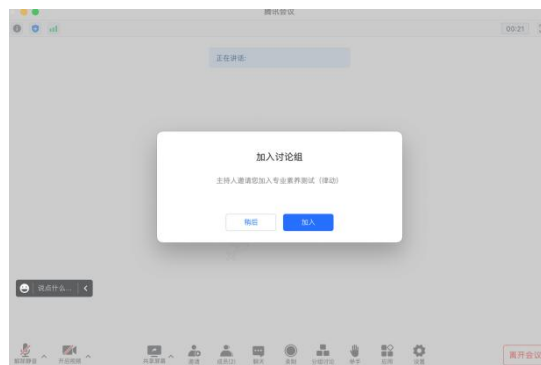 腾讯会议
00:21
正在讲话:
加入讨论组
主持人邀请您加入专业素养测试（律动）
稍后
加入
说点什么...
解除静音
开启视频
共享屏幕
邀请
成员(2)
聊天
录制
分组讨论
举手
应用
设置
离开会议